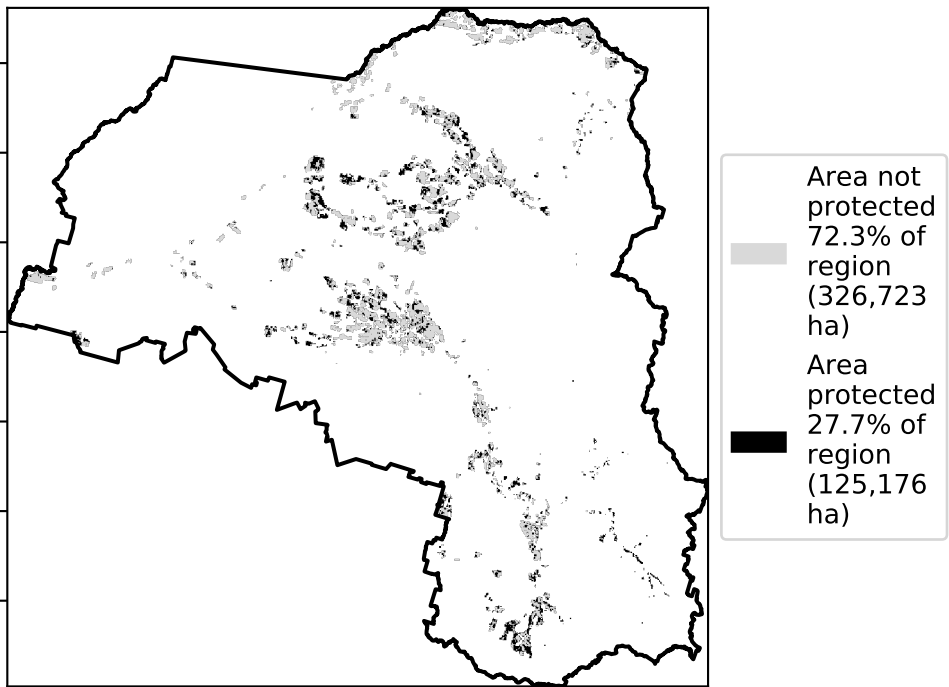 Area not
protected
72.3% of
region
(326,723
ha)
Area
protected
27.7% of
region
(125,176
ha)